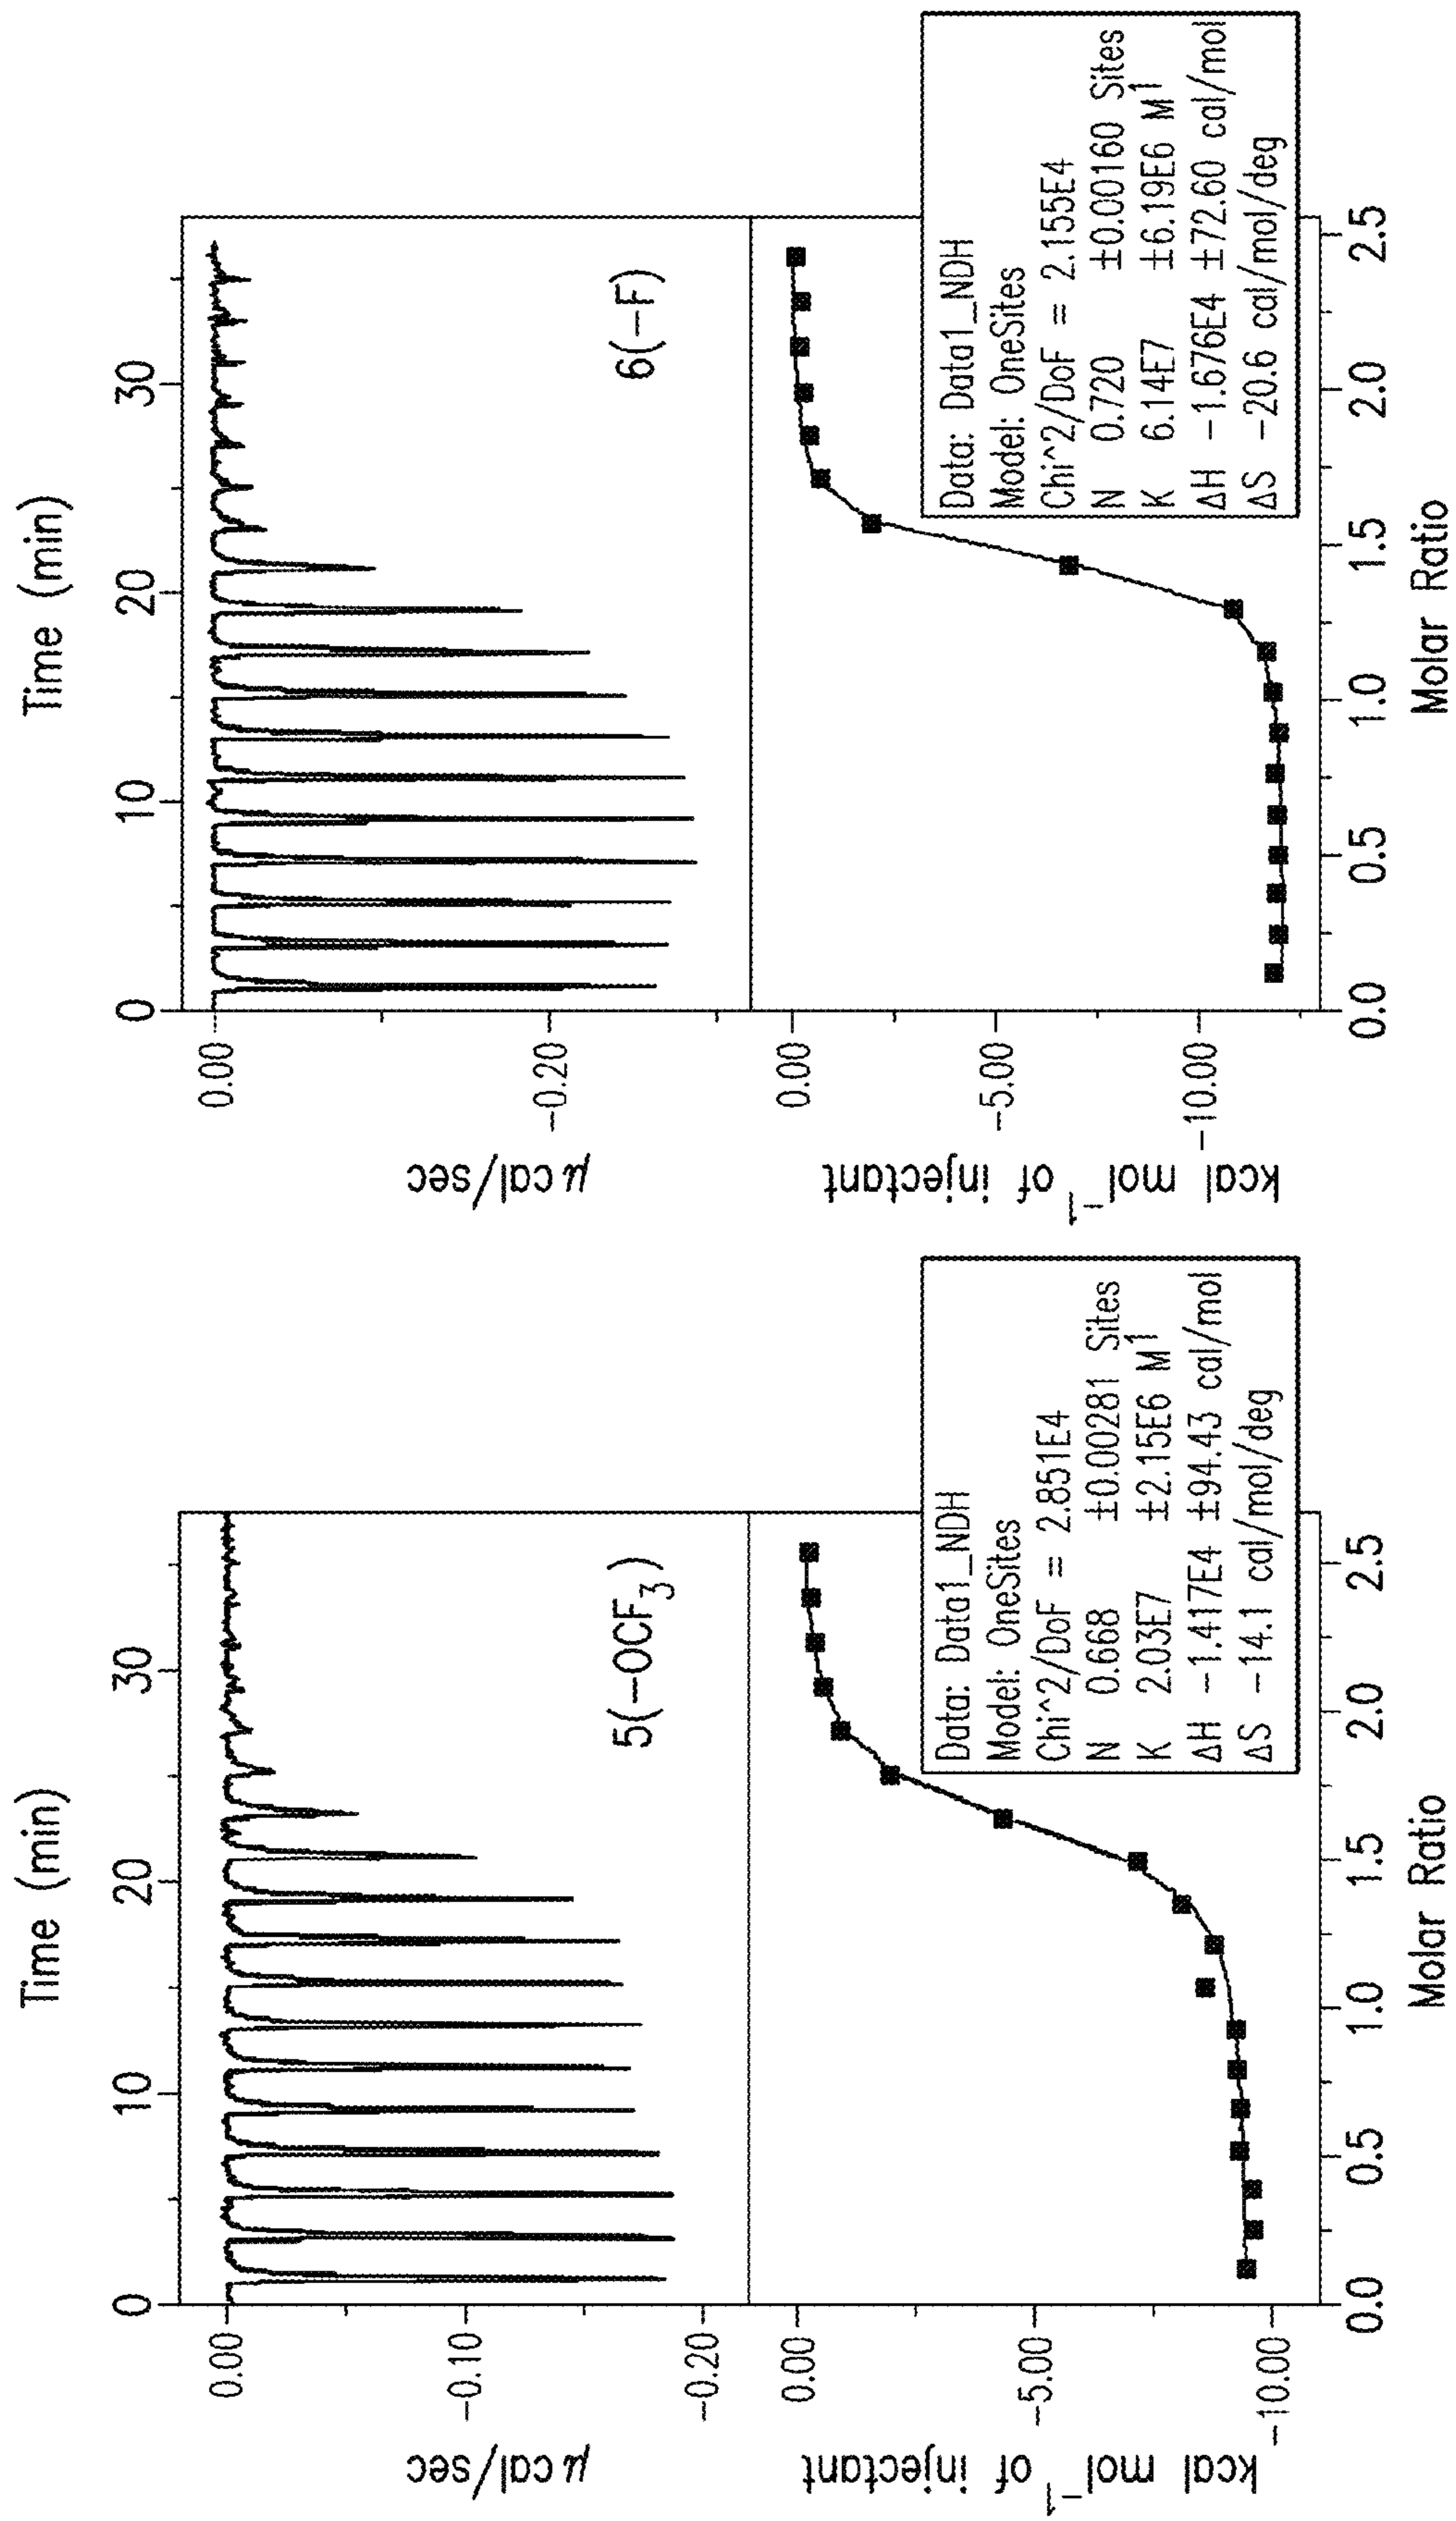 Time (min)
0 10 20 30
0.00
-0.10
-0.20
μcal/sec
5(-OCF3)
0.00
-5.00
-10.00
kcal mol-1 of injectant
Data: Data1_NDH
Model: OneSites
Chi^2/DoF = 2.851E4
N 0.668 ±0.00281 Sites
K 2.03E7 ±2.15E6 M1
ΔH -1.417E4 ±94.43 cal/mol
ΔS -14.1 cal/mol/deg
0.0 0.5 1.0 1.5 2.0 2.5
Molar Ratio
Time (min)
0 10 20 30
0.00
-0.20
μcal/sec
6(-F)
0.00
-5.00
-10.00
kcal mol-1 of injectant
Data: Data1_NDH
Model: OneSites
Chi^2/DoF = 2.155E4
N 0.720 ±0.00160 Sites
K 6.14E7 ±6.19E6 M1
ΔH -1.676E4 ±72.60 cal/mol
ΔS -20.6 cal/mol/deg
0.0 0.5 1.0 1.5 2.0 2.5
Molar Ratio